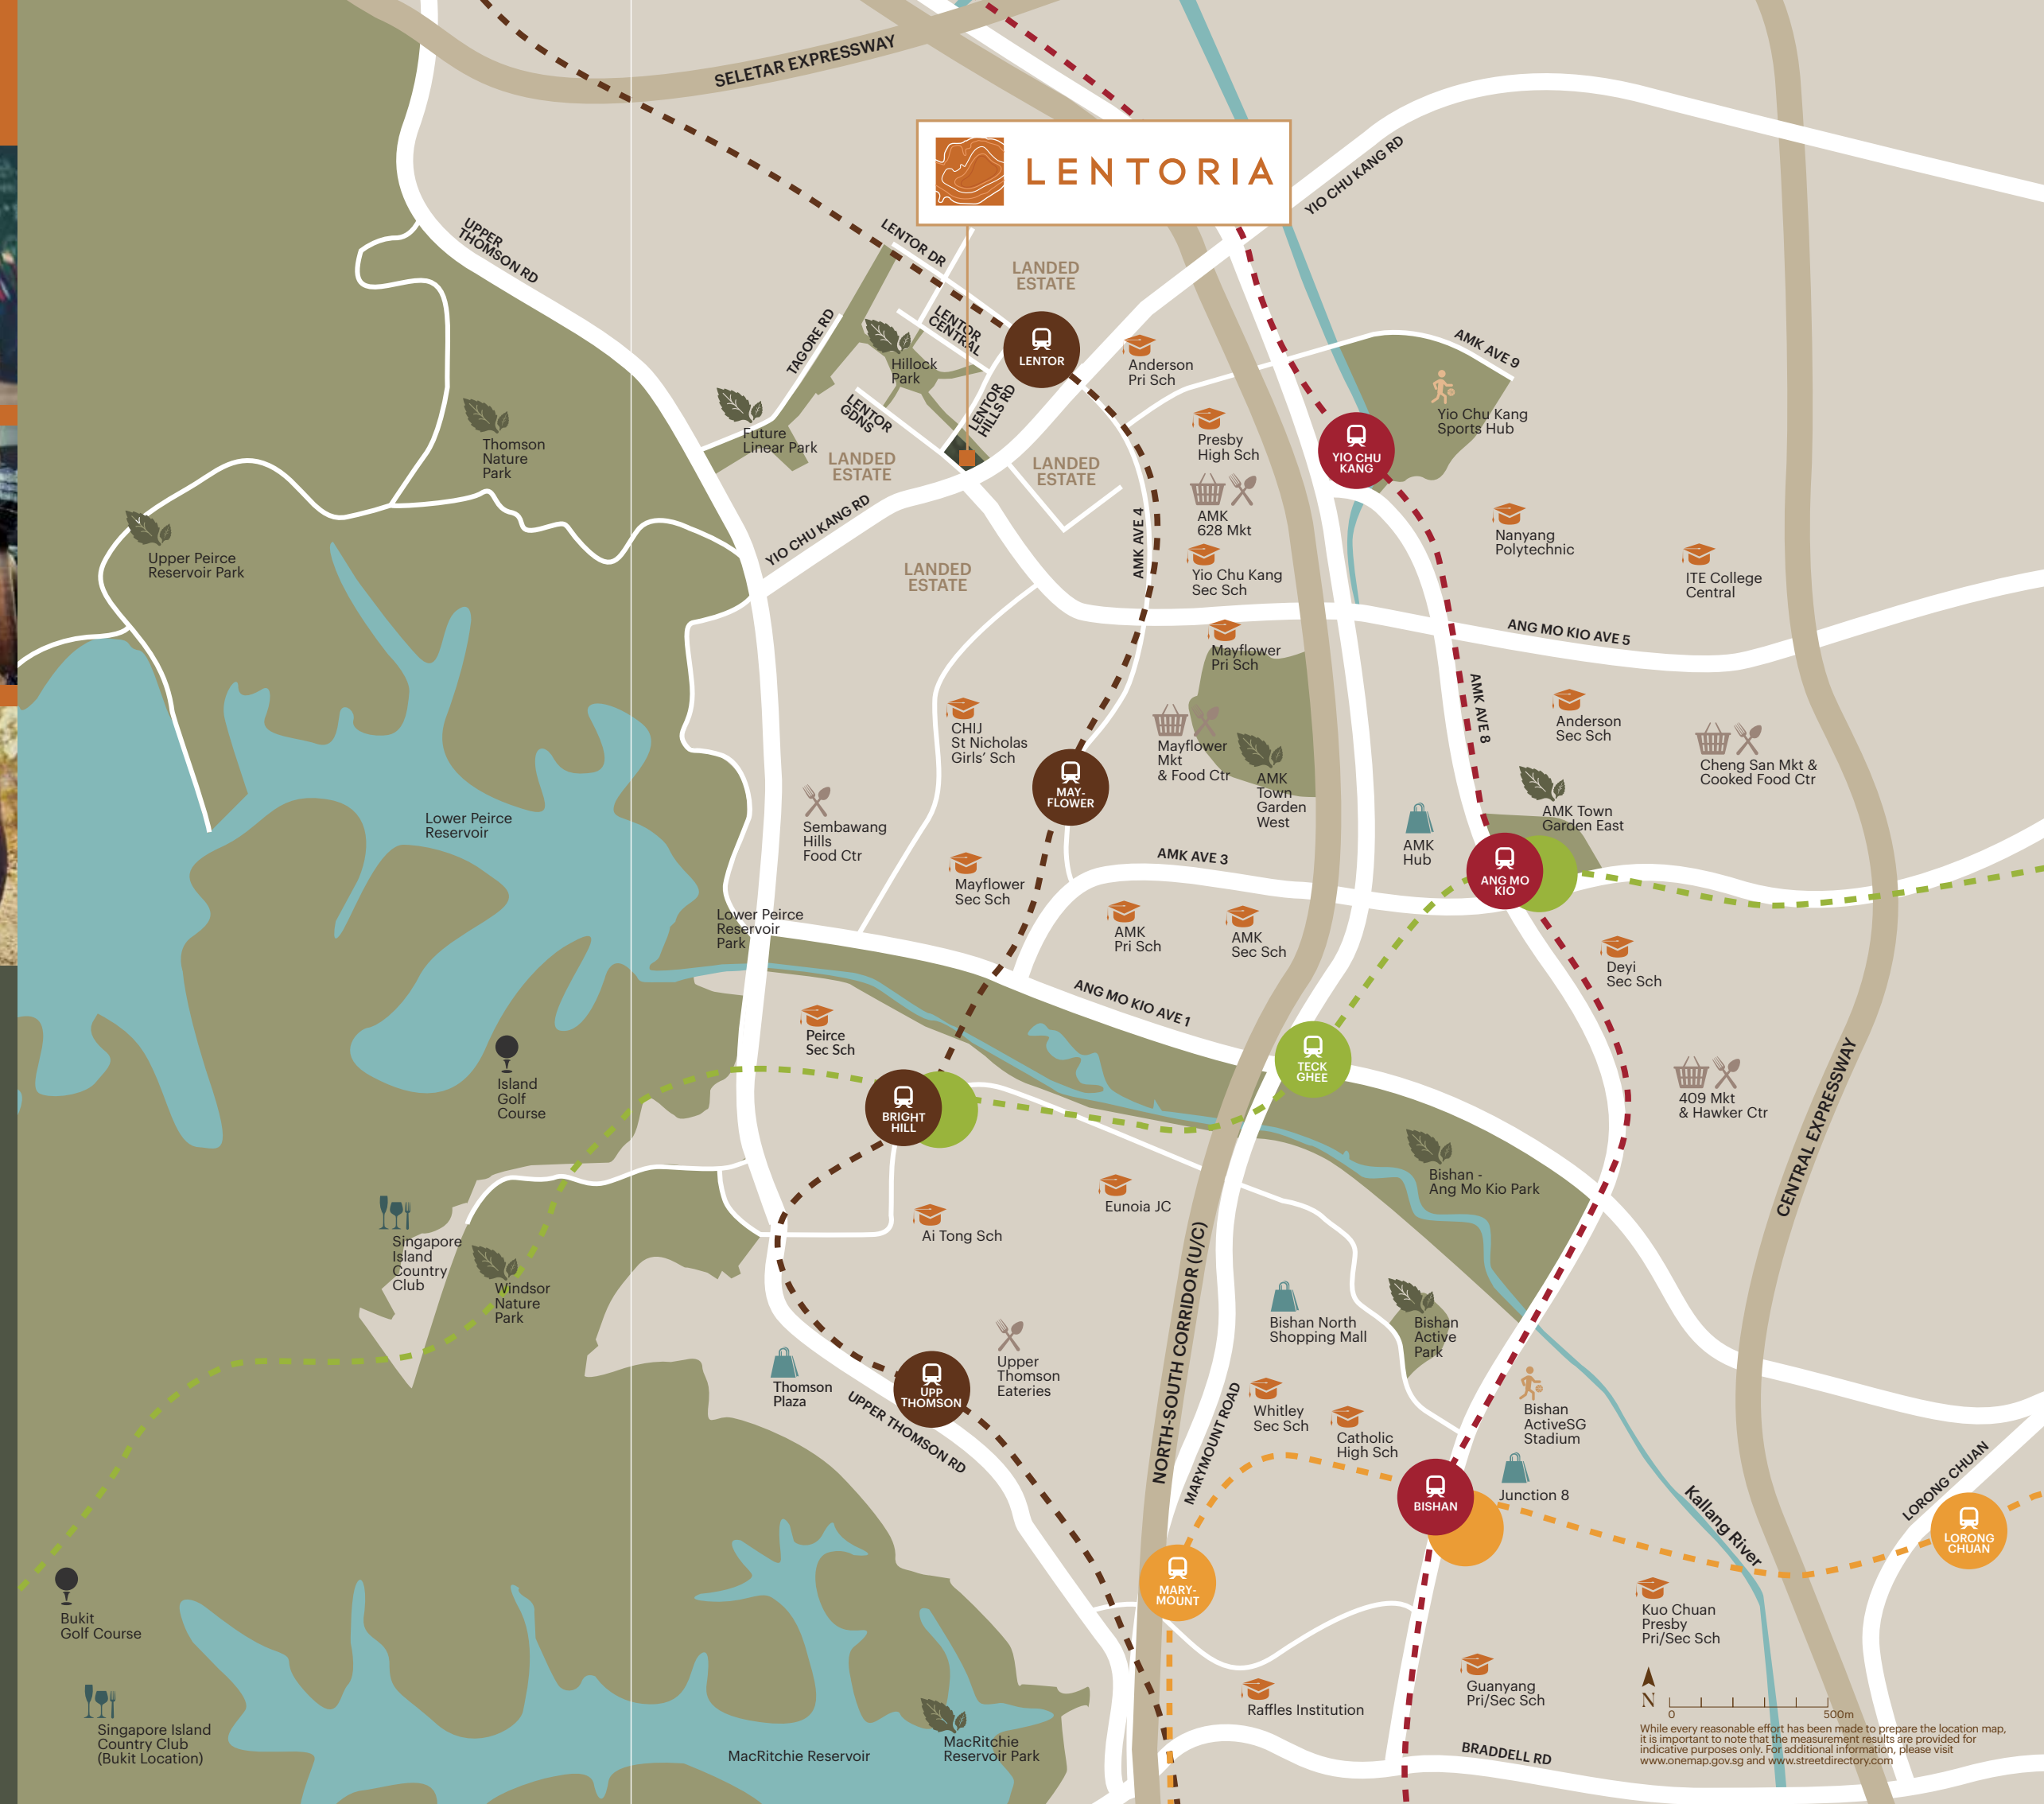 SELETAR EXPRESSWAY
LENTORIA
YIO CHU KANG RD
UPPER
THOMSON RD
LENTOR DR
LANDED
ESTATE
LENTOR
CENTRAL
TAGORE RD
LENTOR
Hillock
Park
Anderson
Pri Sch
AMK AVE 9
LENTOR
HILLS RD
LENTOR
GDNS
Yio Chu Kang
Sports Hub
Future
Linear Park
Presby
High Sch
YIO CHU
KANG
Thomson
Nature
Park
LANDED
ESTATE
LANDED
ESTATE
YIO CHU KANG RD
AMK
628 Mkt
AMK AVE 4
Nanyang
Polytechnic
Upper Peirce
Reservoir Park
LANDED
ESTATE
Yio Chu Kang
Sec Sch
ITE College
Central
ANG MO KIO AVE 5
Mayflower
Pri Sch
AMK AVE 8
CHIJ
St Nicholas
Girls' Sch
Mayflower
Mkt
& Food Ctr
Anderson
Sec Sch
Cheng San Mkt &
Cooked Food Ctr
MAY-
FLOWER
AMK
Town
Garden
West
AMK Town
Garden East
Lower Peirce
Reservoir
Sembawang
Hills
Food Ctr
AMK
Hub
AMK AVE 3
ANG MO
KIO
Mayflower
Sec Sch
Lower Peirce
Reservoir
Park
AMK
Pri Sch
AMK
Sec Sch
Deyi
Sec Sch
ANG MO KIO AVE 1
Peirce
Sec Sch
TECK
GHEE
Island
Golf
Course
BRIGHT
HILL
409 Mkt
& Hawker Ctr
CENTRAL EXPRESSWAY
Bishan -
Ang Mo Kio Park
Eunoia JC
Ai Tong Sch
Singapore
Island
Country
Club
Windsor
Nature
Park
NORTH-SOUTH CORRIDOR (U/C)
Bishan North
Shopping Mall
Bishan
Active
Park
Upper
Thomson
Eateries
Thomson
Plaza
UPP
THOMSON
UPPER THOMSON RD
MARYMOUNT ROAD
Whitley
Sec Sch
Catholic
High Sch
Bishan
ActiveSG
Stadium
BISHAN
Junction 8
Kallang River
LORONG CHUAN
LORONG
CHUAN
MARY-
MOUNT
Bukit
Golf Course
Kuo Chuan
Presby
Pri/Sec Sch
Raffles Institution
Guanyang
Pri/Sec Sch
Singapore Island
Country Club
(Bukit Location)
MacRitchie Reservoir
MacRitchie
Reservoir Park
BRADDELL RD
N
0 500m
While every reasonable effort has been made to prepare the location map,
it is important to note that the measurement results are provided for
indicative purposes only. For additional information, please visit
www.onemap.gov.sg and www.streetdirectory.com